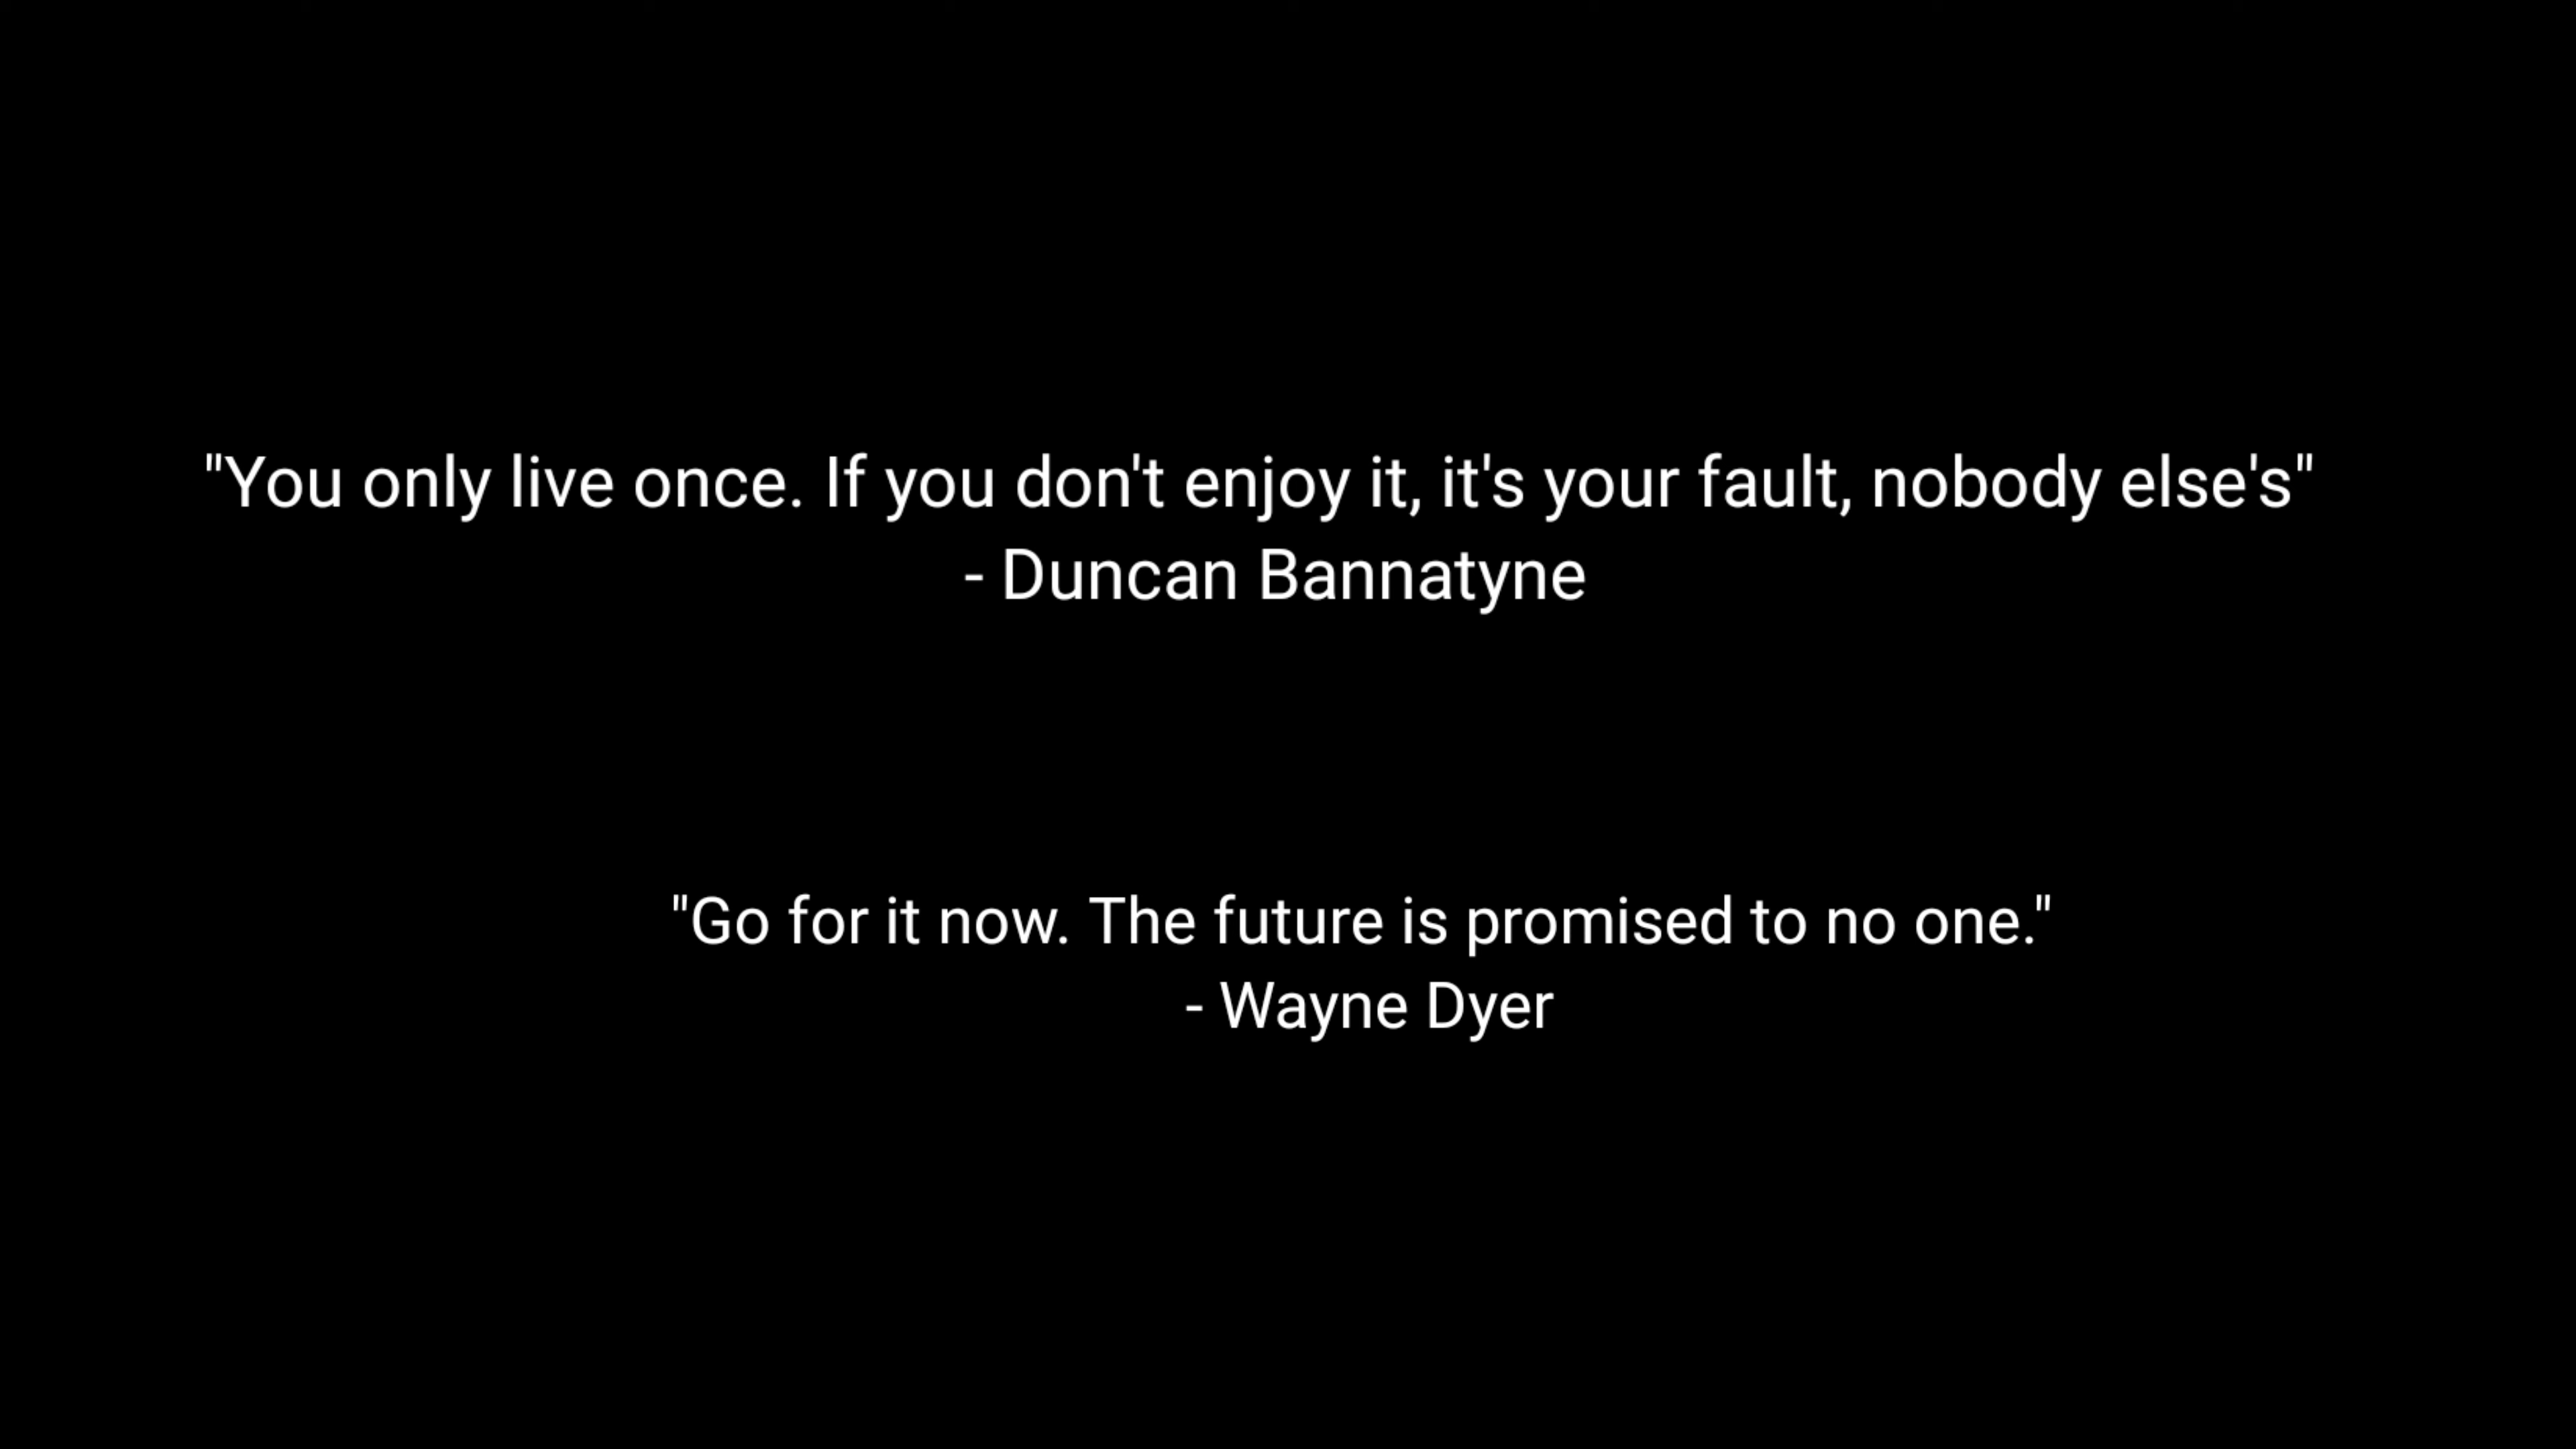 "You only live once. If you don't enjoy it, it's your fault, nobody else's"
- Duncan Bannatyne
"Go for it now. The future is promised to no one."
- Wayne Dyer